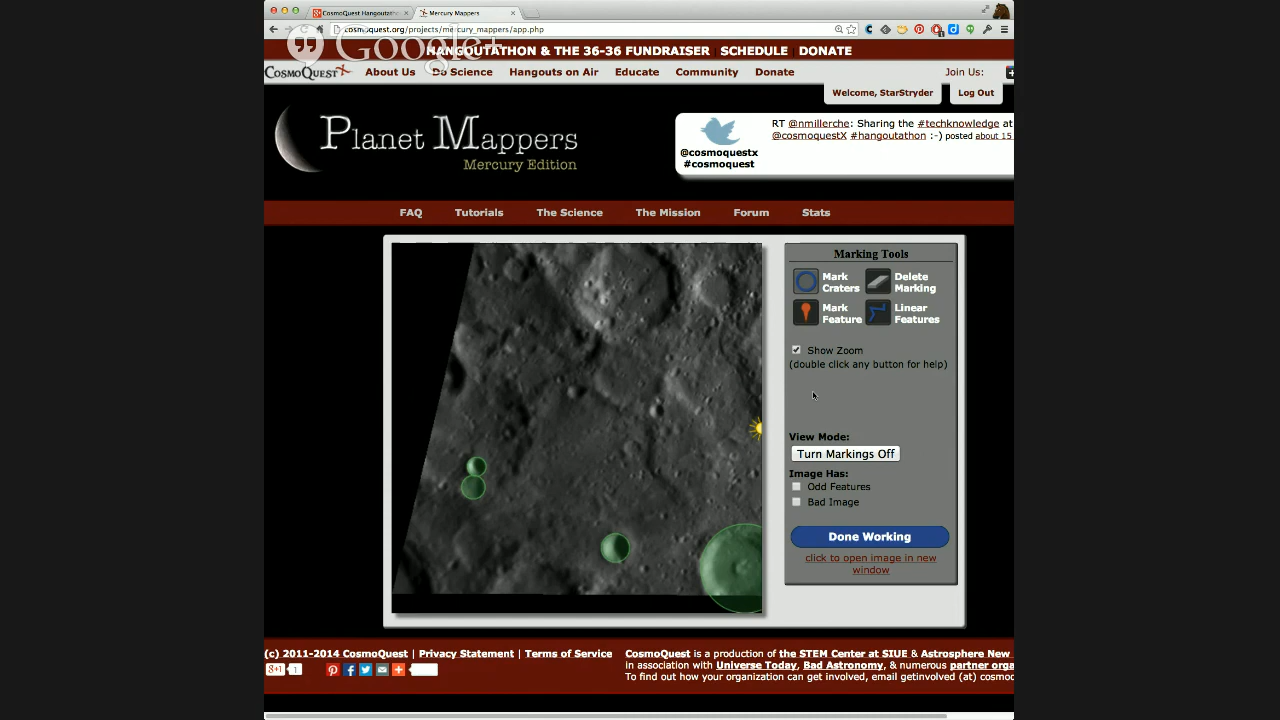 CosmoQuest Hangoutatho
Mercury Mappers
cosmoquest.org/projects/mercury_mappers/app.php
Google+
HANGOUTATHON & THE 36-36 FUNDRAISER SCHEDULE DONATE
COSMOQUEST X About Us Do Science Hangouts on Air Educate Community Donate Join Us:
Welcome, StarStryder Log Out
Planet Mappers
Mercury Edition
RT @nmillerche: Sharing the #techknowledge at
@cosmoquestX #hangoutathon :-) posted about 15
@cosmoquestx
#cosmoquest
FAQ Tutorials The Science The Mission Forum Stats
Marking Tools
Mark Craters
Delete Marking
Mark Feature
Linear Features
Show Zoom
(double click any button for help)
View Mode:
Turn Markings Off
Image Has:
Odd Features
Bad Image
Done Working
click to open image in new
window
(c) 2011-2014 CosmoQuest | Privacy Statement | Terms of Service
g+1 1
CosmoQuest is a production of the STEM Center at SIUE & Astrosphere New
in association with Universe Today, Bad Astronomy, & numerous partner orga
To find out how your organization can get involved, email getinvolved (at) cosmoq